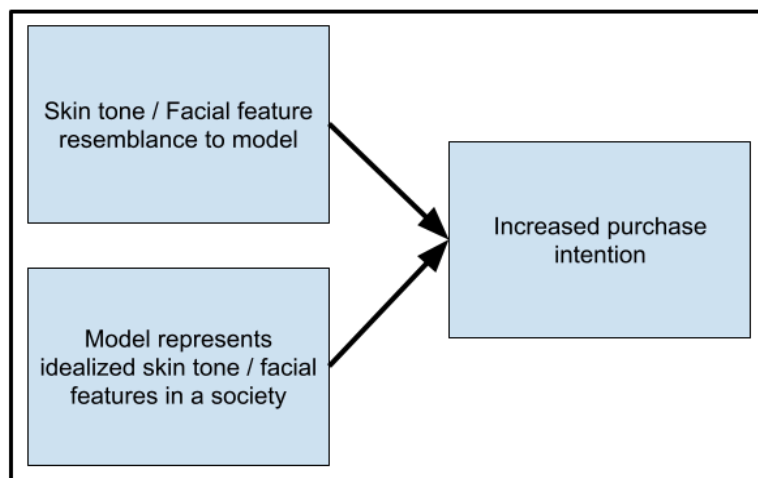 Skin tone / Facial feature
resemblance to model
Increased purchase
intention
Model represents
idealized skin tone / facial
features in a society